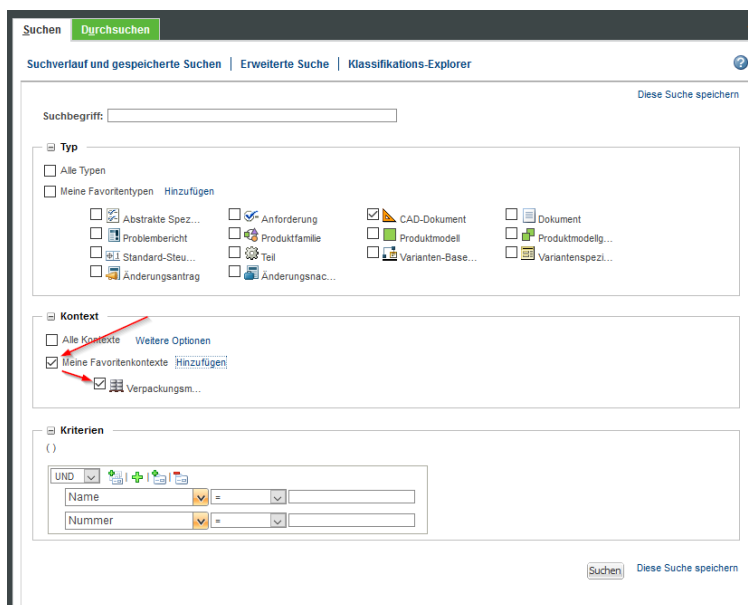 Suchen Durchsuchen
Suchverlauf und gespeicherte Suchen | Erweiterte Suche | Klassifikations-Explorer
Diese Suche speichern
Suchbegriff:
Typ
Alle Typen
Meine Favoritentypen Hinzufügen
Abstrakte Spez... Anforderung CAD-Dokument Dokument
Problembericht Produktfamilie Produktmodell Produktmodellg...
Standard-Steu... Teil Varianten-Base... Variantenspezi...
Änderungsantrag Änderungsnac...
Kontext
Alle Kontexte Weitere Optionen
Meine Favoritenkontexte Hinzufügen
Verpackungsm...
Kriterien
( )
UND
Name =
Nummer =
Suchen Diese Suche speichern